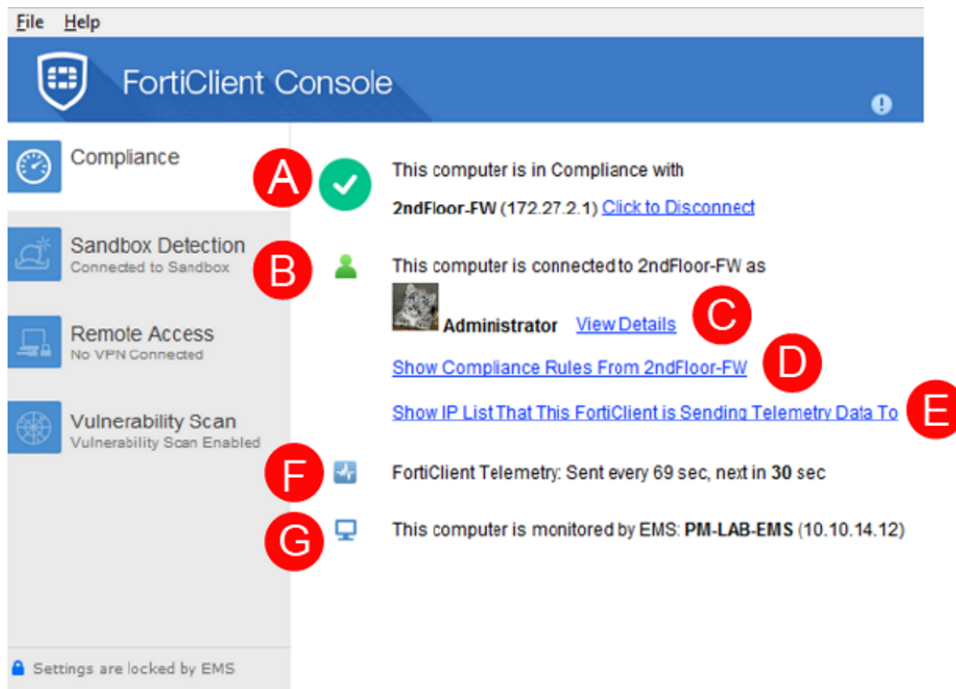 File Help
FortiClient Console
Compliance
Sandbox Detection
Connected to Sandbox
Remote Access
No VPN Connected
Vulnerability Scan
Vulnerability Scan Enabled
Settings are locked by EMS
A
This computer is in Compliance with
2ndFloor-FW (172.27.2.1) Click to Disconnect
B
This computer is connected to 2ndFloor-FW as
Administrator View Details C
Show Compliance Rules From 2ndFloor-FW D
Show IP List That This FortiClient is Sending Telemetry Data To E
F FortiClient Telemetry: Sent every 69 sec, next in 30 sec
G This computer is monitored by EMS: PM-LAB-EMS (10.10.14.12)